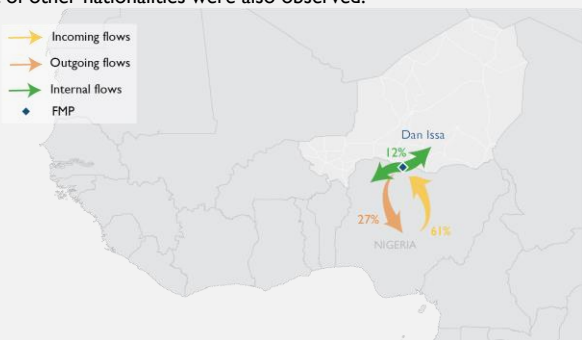 of other nationalities were also observed.
Incoming flows
Outgoing flows
Internal flows
FMP
Dan Issa
12%
27%
61%
NIGERIA